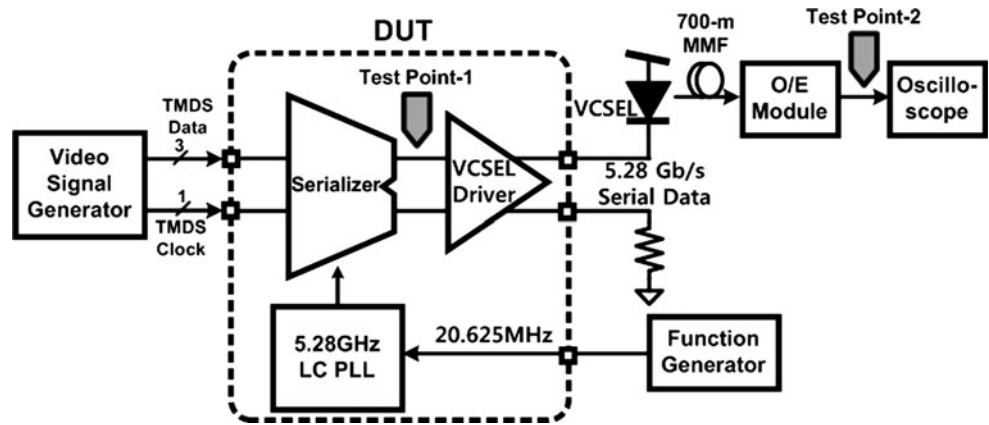 DUT
Test Point-1
700-m
MMF
Test Point-2
TMDS
Data
3
Video
Signal
Generator
1
TMDS
Clock
Serializer
VCSEL
Driver
VCSEL
O/E
Module
Oscillo-
scope
5.28 Gb/s
Serial Data
5.28GHz
LC PLL
20.625MHz
Function
Generator